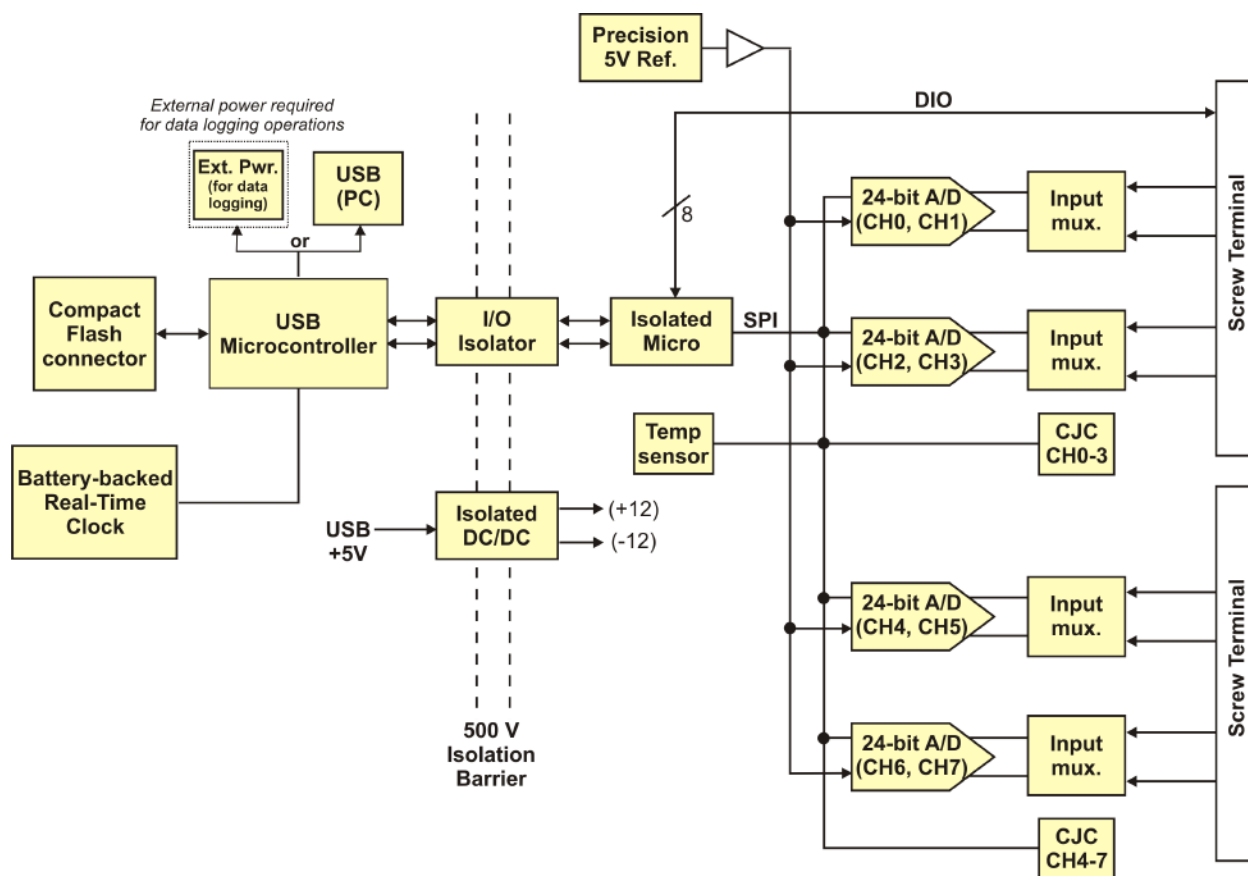 Precision
5V Ref.
External power required
for data logging operations
DIO
Ext. Pwr.
(for data
logging)
USB
(PC)
or
8
24-bit A/D
(CH0, CH1)
Input
mux.
Screw Terminal
Compact
Flash
connector
USB
Microcontroller
I/O
Isolator
Isolated
Micro
SPI
24-bit A/D
(CH2, CH3)
Input
mux.
Temp
sensor
CJC
CH0-3
Battery-backed
Real-Time
Clock
USB
+5V
Isolated
DC/DC
(+12)
(-12)
24-bit A/D
(CH4, CH5)
Input
mux.
Screw Terminal
500 V
Isolation
Barrier
24-bit A/D
(CH6, CH7)
Input
mux.
CJC
CH4-7